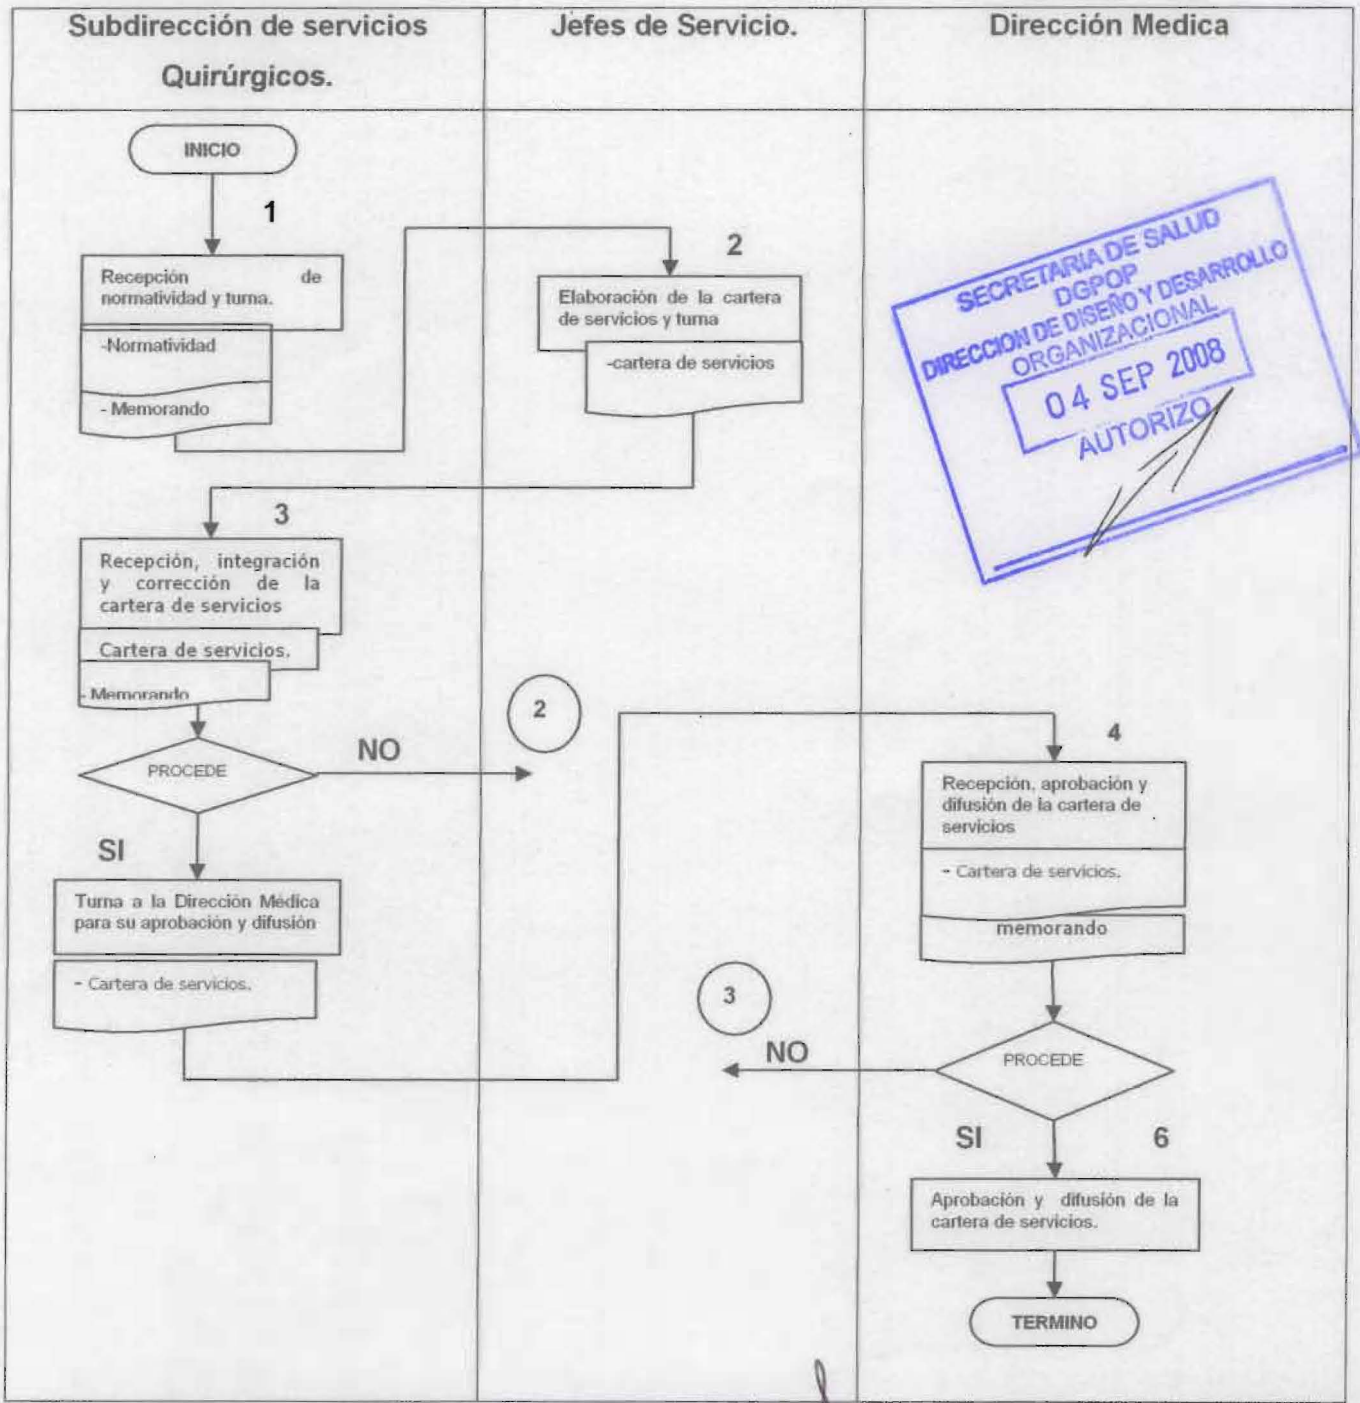 Subdirección de servicios
Quirúrgicos.
Jefes de Servicio.
Dirección Medica
INICIO
1
Recepción de
normatividad y turna.
-Normatividad
- Memorando
2
Elaboración de la cartera
de servicios y turna
-cartera de servicios
SECRETARIA DE SALUD
DGPOP
DIRECCION DE DISEÑO Y DESARROLLO
ORGANIZACIONAL
04 SEP 2008
AUTORIZO
3
Recepción, integración
y corrección de la
cartera de servicios
Cartera de servicios.
- Memorando
PROCEDE
NO
2
SI
Turna a la Dirección Médica
para su aprobación y difusión
- Cartera de servicios.
4
Recepción, aprobación y
difusión de la cartera de
servicios
- Cartera de servicios.
memorando
PROCEDE
NO
3
SI
6
Aprobación y difusión de la
cartera de servicios.
TERMINO